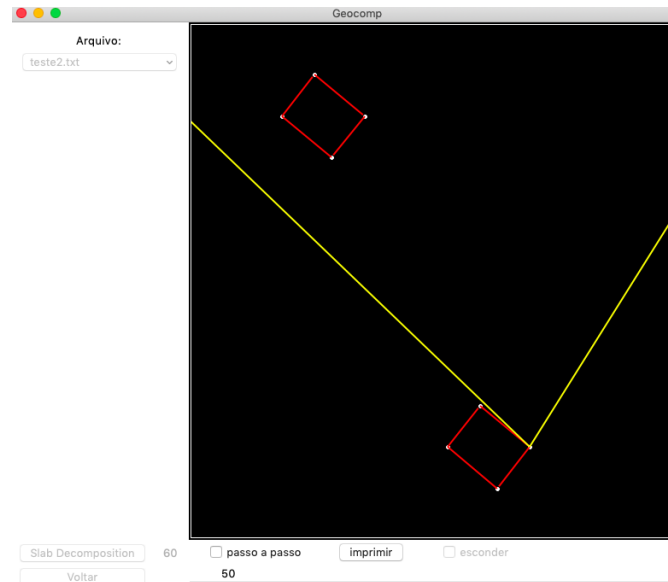 Geocomp
Arquivo:
teste2.txt
Slab Decomposition 60 passo a passo imprimir esconder
Voltar 50